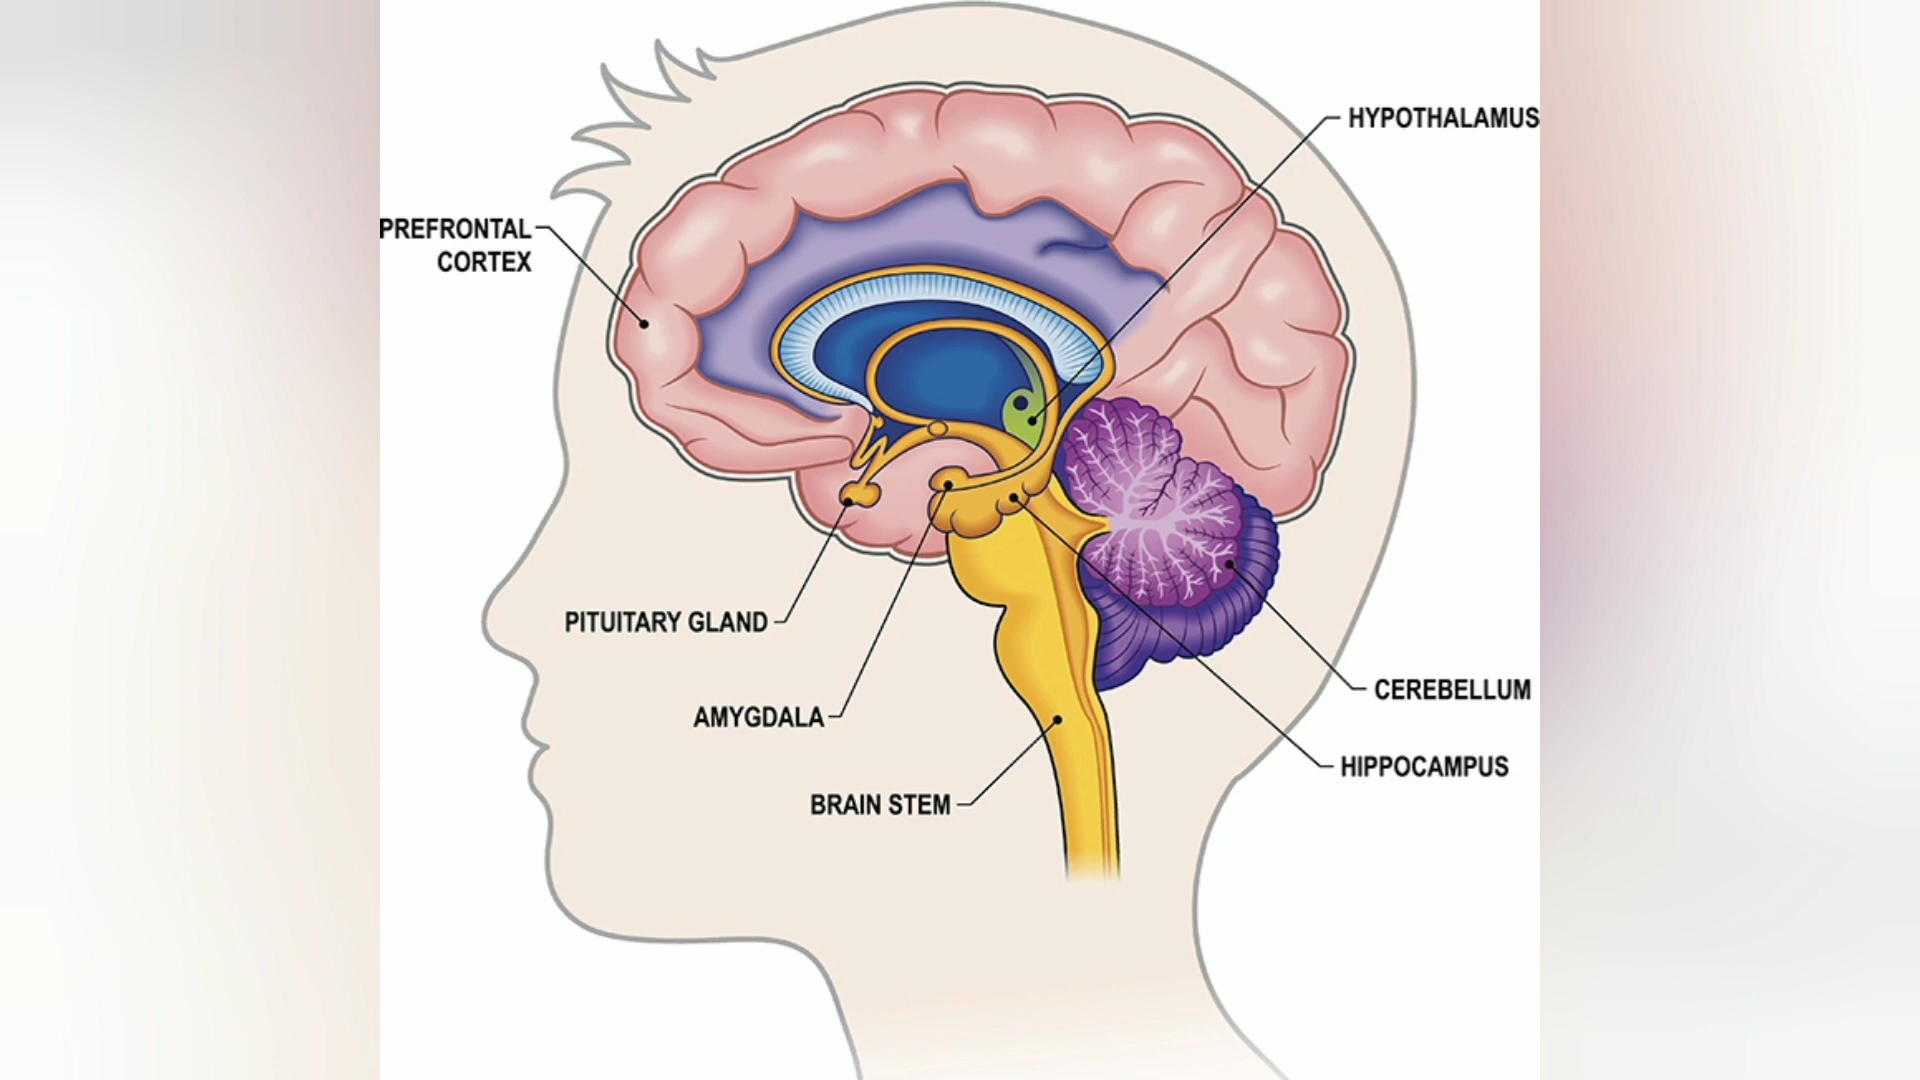 HYPOTHALAMUS
PREFRONTAL
CORTEX
PITUITARY GLAND
CEREBELLUM
AMYGDALA
HIPPOCAMPUS
BRAIN STEM